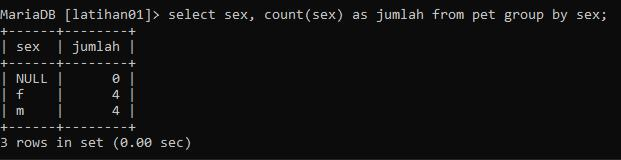 MariaDB [latihan01]> select sex, count(sex) as jumlah from pet group by sex;
+------+--------+
| sex  | jumlah |
+------+--------+
| NULL |      0 |
| f    |      4 |
| m    |      4 |
+------+--------+
3 rows in set (0.00 sec)